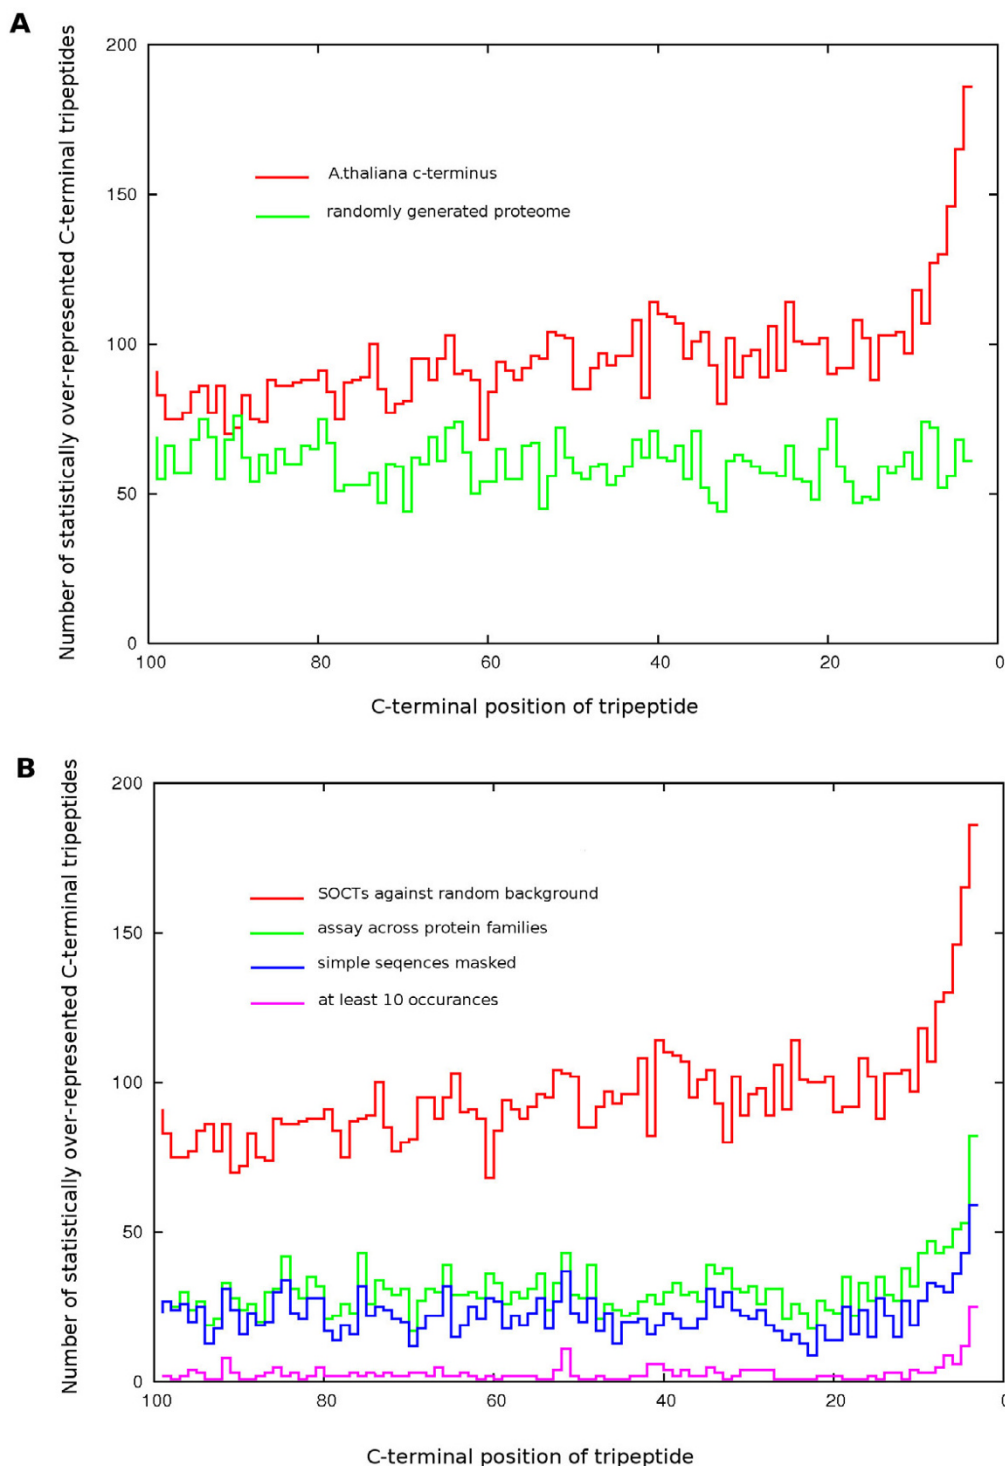 A
Number of statistically over-represented C-terminal tripeptides
200
150
100
50
0
A.thaliana c-terminus
randomly generated proteome
100 80 60 40 20 0
C-terminal position of tripeptide
B
Number of statistically over-represented C-terminal tripeptides
200
150
100
50
0
SOCTs against random background
assay across protein families
simple seqences masked
at least 10 occurances
100 80 60 40 20 0
C-terminal position of tripeptide